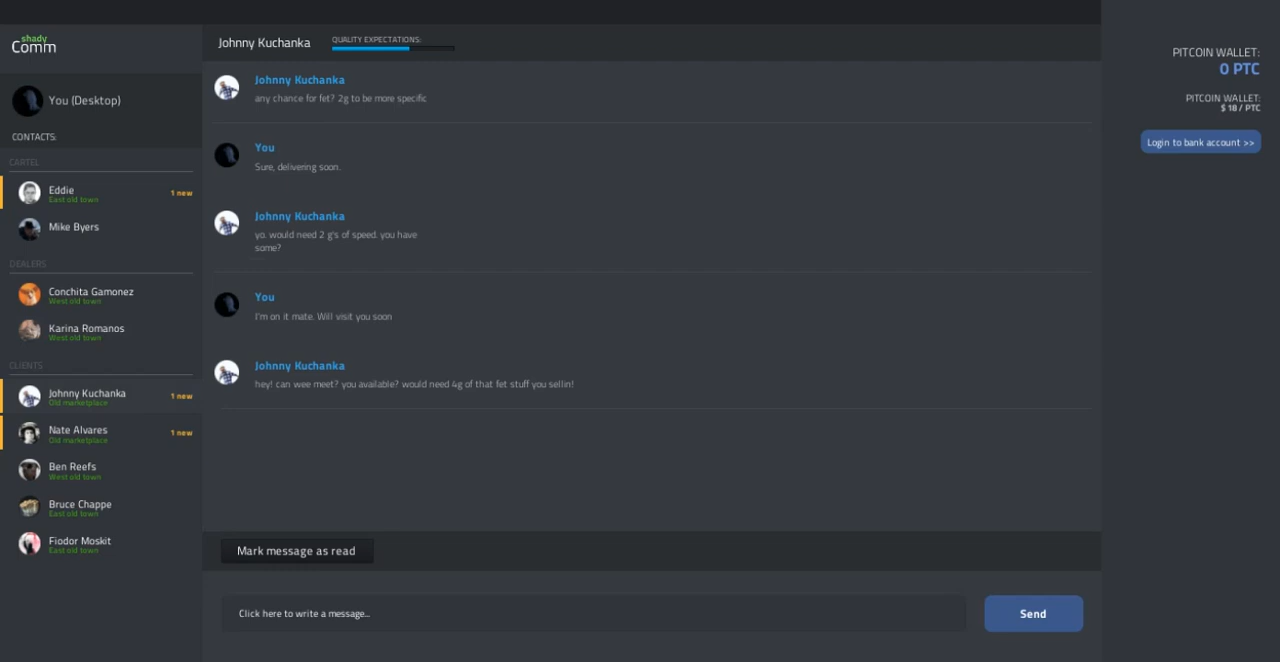 shady
Comm
You (Desktop)
CONTACTS:
CARTEL
Eddie
East old town
1 new
Mike Byers
DEALERS
Conchita Gamonez
West old town
Karina Romanos
West old town
CLIENTS
Johnny Kuchanka
Old marketplace
1 new
Nate Alvares
Old marketplace
1 new
Ben Reefs
West old town
Bruce Chappe
East old town
Fiodor Moskit
East old town
Johnny Kuchanka
QUALITY EXPECTATIONS:
Johnny Kuchanka
any chance for fet? 2g to be more specific
You
Sure, delivering soon.
Johnny Kuchanka
yo. would need 2 g's of speed. you have
some?
You
I'm on it mate. Will visit you soon
Johnny Kuchanka
hey! can wee meet? you available? would need 4g of that fet stuff you sellin!
Mark message as read
Click here to write a message...
Send
PITCOIN WALLET:
0 PTC
PITCOIN WALLET:
$ 18 / PTC
Login to bank account >>